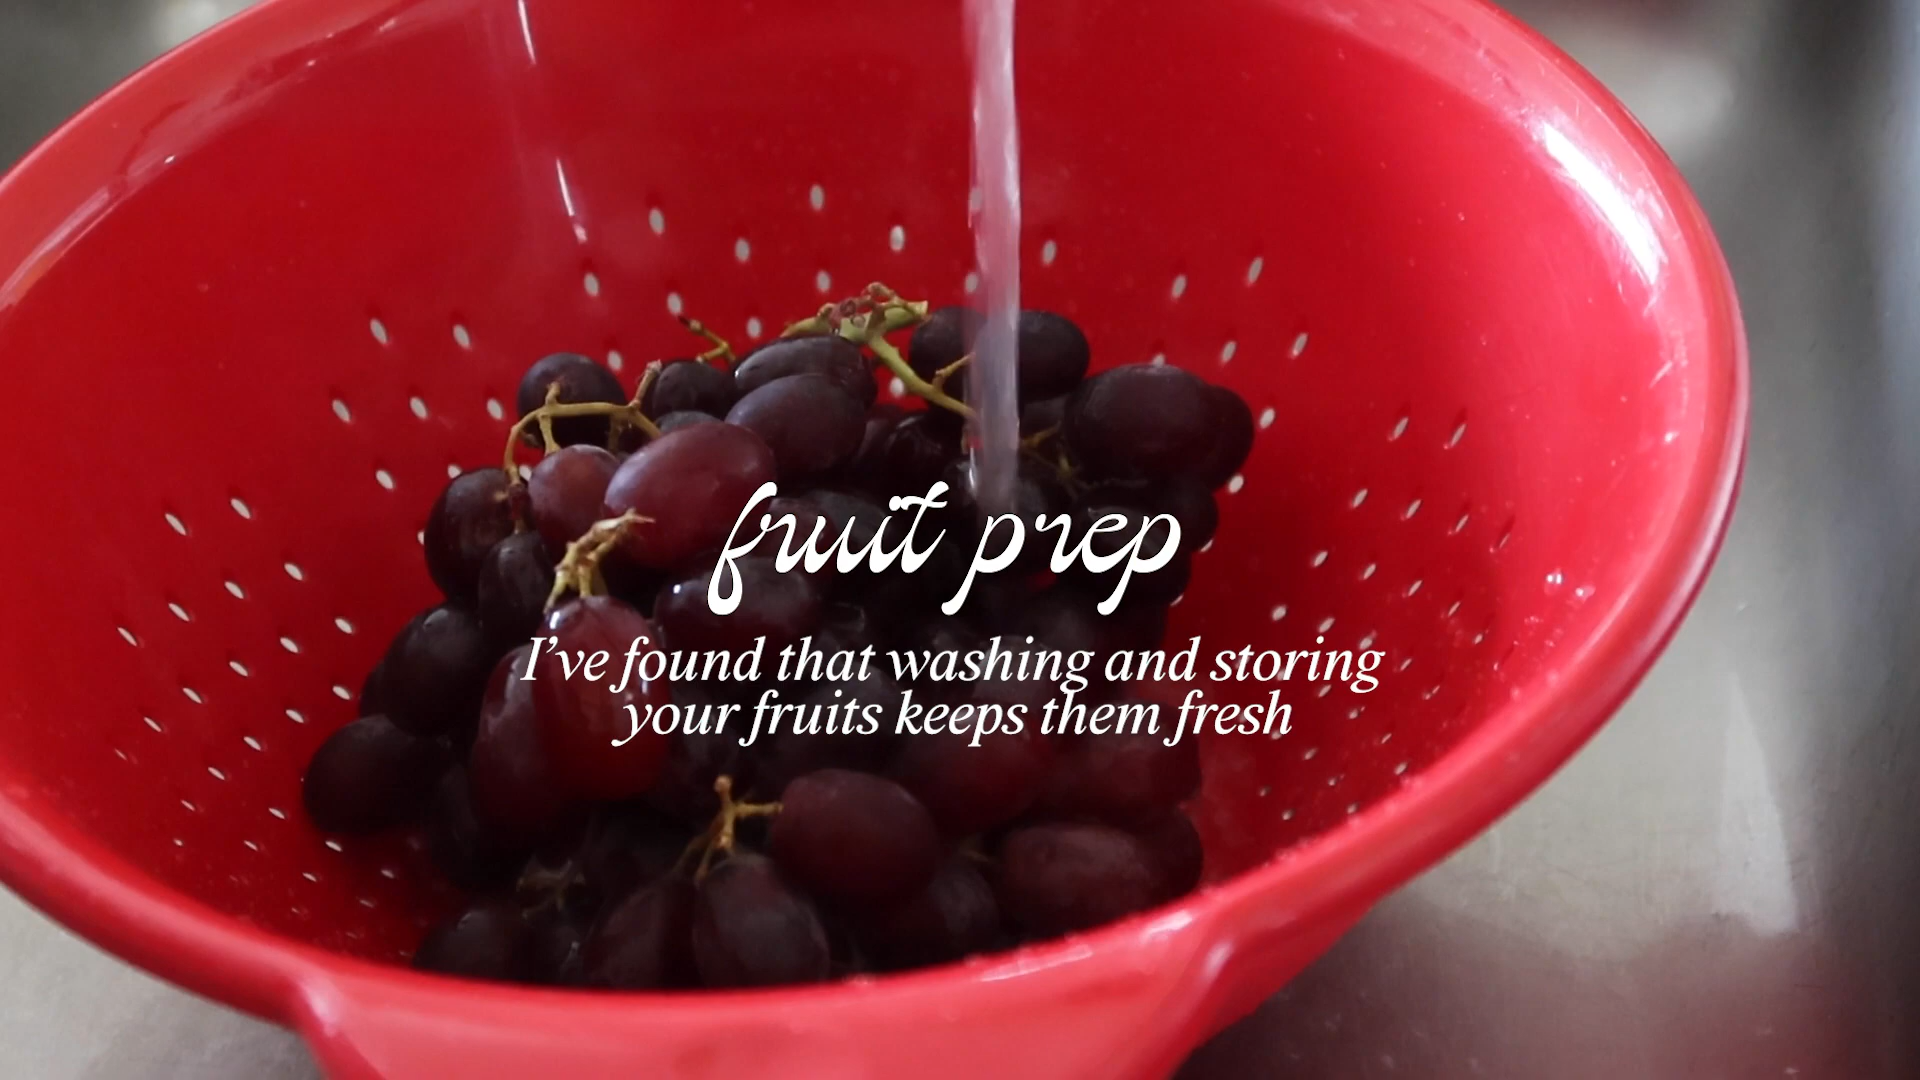 fruit prep
I’ve found that washing and storing
your fruits keeps them fresh